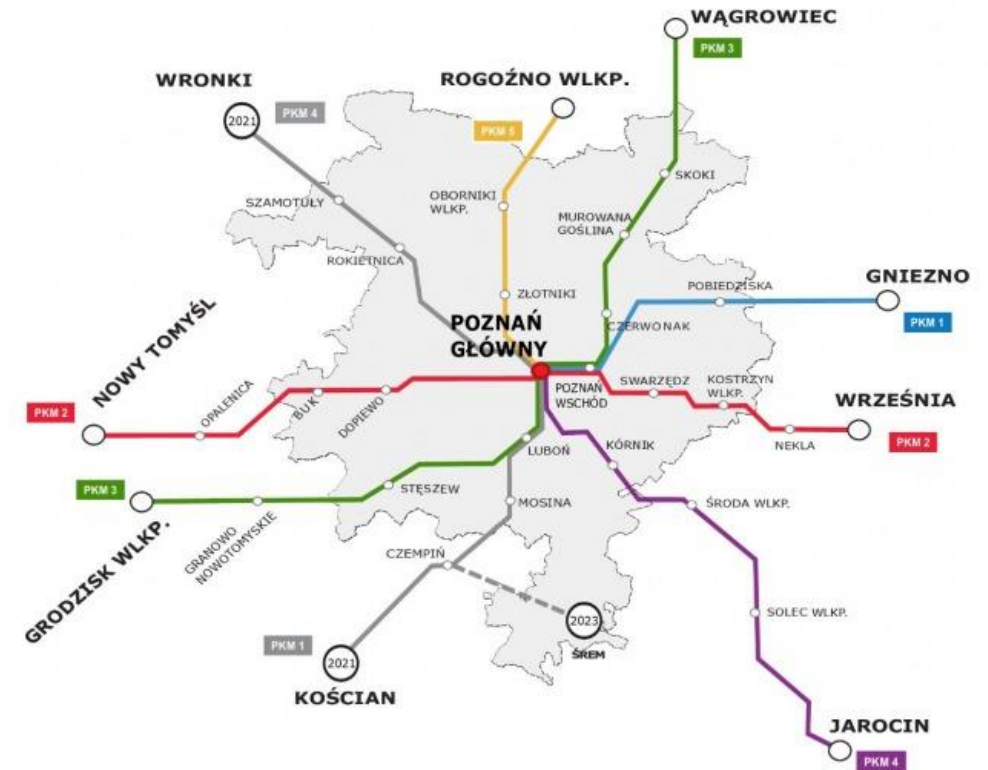 WĄGROWIEC
PKM 3
WRONKI
ROGOŹNO WLKP.
2021
PKM 4
PKM 5
SKOKI
SZAMOTUŁY
OBORNIKI
WLKP.
MUROWANA
GOŚLINA
ROKIETNICA
GNIEZNO
POBIEDZISKA
ZŁOTNIKI
PKM 1
NOWY TOMYŚL
POZNAŃ
GŁÓWNY
CZERWONAK
PKM 2
OPALENICA
BUK
DOPIEWO
POZNAŃ
WSCHÓD
SWARZĘDZ
KOSTRZYN
WLKP.
WRZEŚNIA
PKM 2
NEKLA
LUBOŃ
KÓRNIK
PKM 3
STĘSZEW
MOSINA
ŚRODA WLKP.
GRODZISK WLKP.
GRANOWO
NOWOTOMYSKIE
CZEMPIŃ
SOLEC WLKP.
2023
ŚREM
PKM 1
2021
KOŚCIAN
JAROCIN
PKM 4